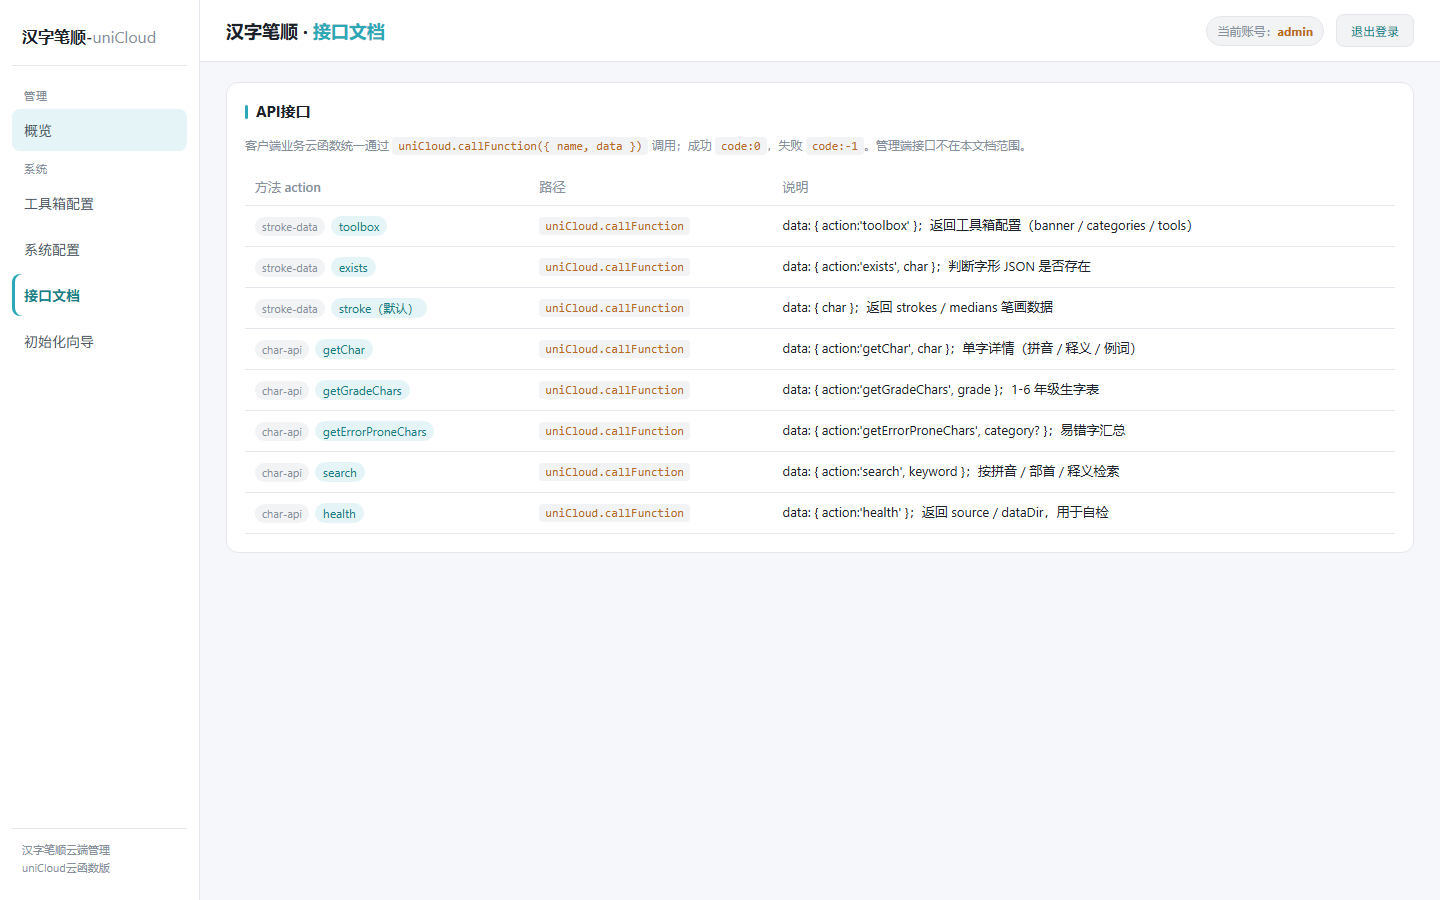 汉字笔顺-uniCloud
管理
概览
系统
工具箱配置
系统配置
接口文档
初始化向导
汉字笔顺云端管理
uniCloud云函数版
汉字笔顺 · 接口文档
当前账号：admin
退出登录
API接口
客户端业务云函数统一通过 uniCloud.callFunction({ name, data }) 调用；成功 code:0 ，失败 code:-1 。管理端接口不在本文档范围。
方法 action 路径 说明
stroke-data toolbox uniCloud.callFunction data: { action:'toolbox' }；返回工具箱配置（banner / categories / tools）
stroke-data exists uniCloud.callFunction data: { action:'exists', char }；判断字形 JSON 是否存在
stroke-data stroke（默认） uniCloud.callFunction data: { char }；返回 strokes / medians 笔画数据
char-api getChar uniCloud.callFunction data: { action:'getChar', char }；单字详情（拼音 / 释义 / 例词）
char-api getGradeChars uniCloud.callFunction data: { action:'getGradeChars', grade }；1-6 年级生字表
char-api getErrorProneChars uniCloud.callFunction data: { action:'getErrorProneChars', category? }；易错字汇总
char-api search uniCloud.callFunction data: { action:'search', keyword }；按拼音 / 部首 / 释义检索
char-api health uniCloud.callFunction data: { action:'health' }；返回 source / dataDir，用于自检